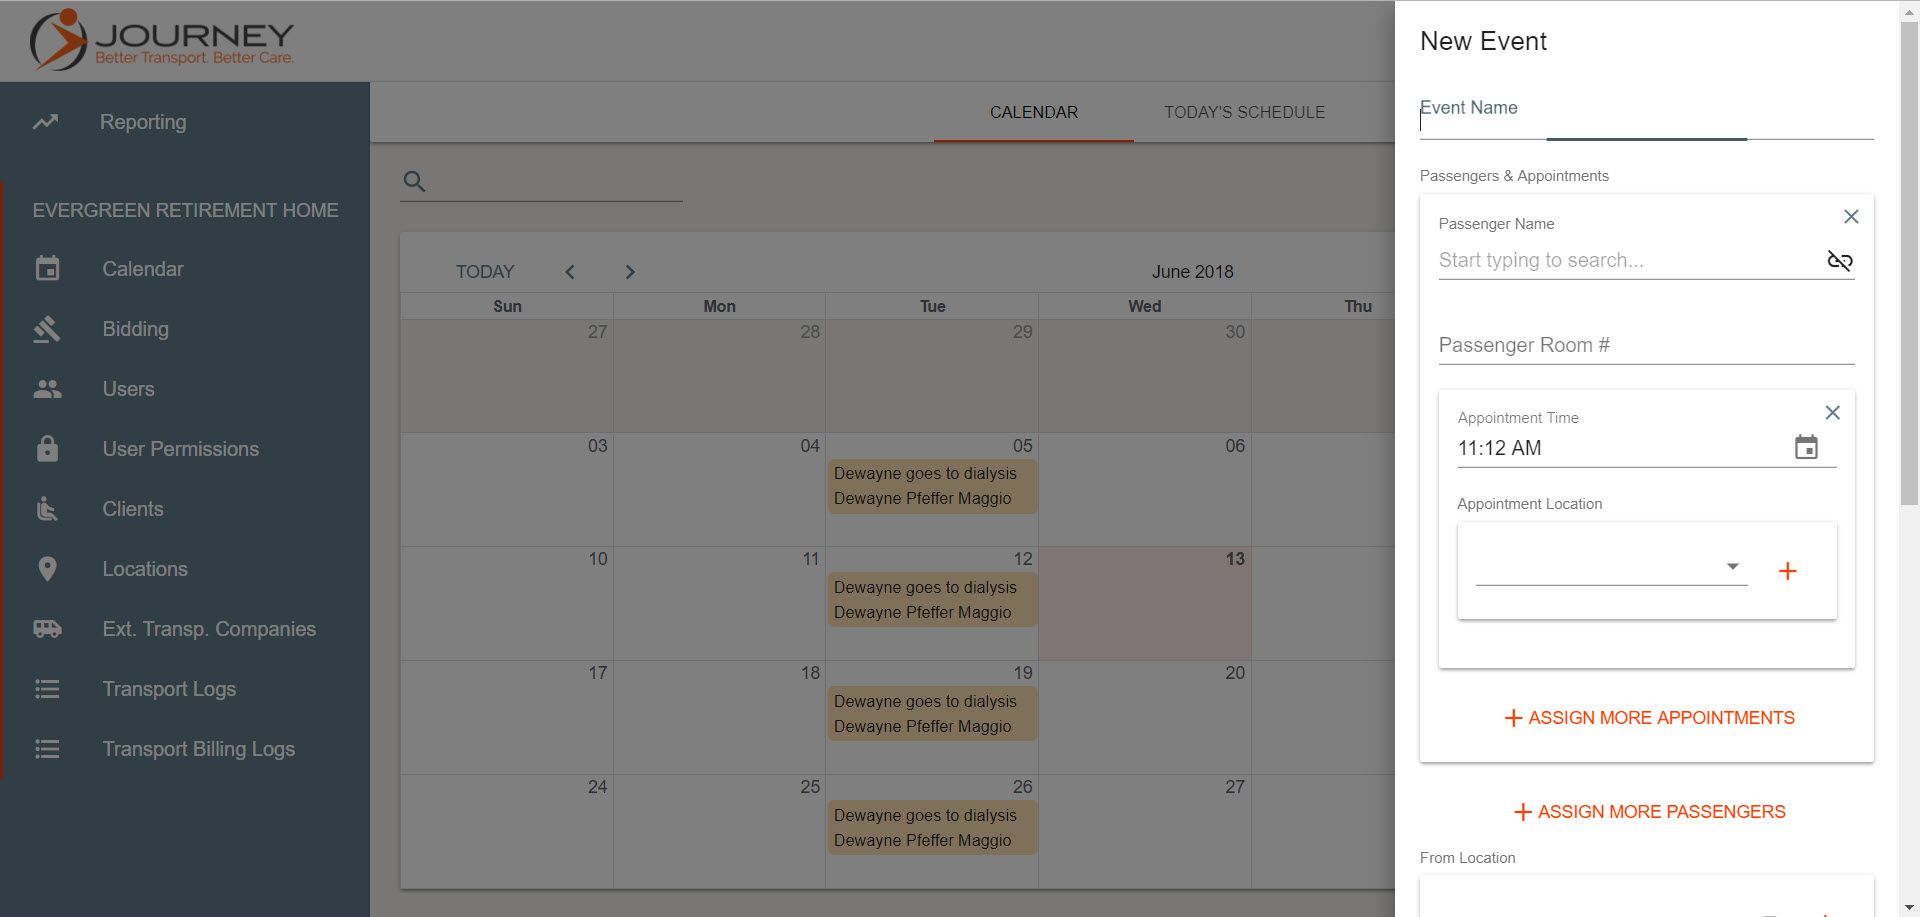 JOURNEY
Better Transport. Better Care.
Reporting
EVERGREEN RETIREMENT HOME
Calendar
Bidding
Users
User Permissions
Clients
Locations
Ext. Transp. Companies
Transport Logs
Transport Billing Logs
CALENDAR
TODAY'S SCHEDULE
TODAY
June 2018
Sun Mon Tue Wed Thu
27 28 29 30
03 04 05 06
Dewayne goes to dialysis
Dewayne Pfeffer Maggio
10 11 12 13
Dewayne goes to dialysis
Dewayne Pfeffer Maggio
17 18 19 20
Dewayne goes to dialysis
Dewayne Pfeffer Maggio
24 25 26 27
Dewayne goes to dialysis
Dewayne Pfeffer Maggio
New Event
Event Name
Passengers & Appointments
Passenger Name
Start typing to search...
Passenger Room #
Appointment Time
11:12 AM
Appointment Location
+ ASSIGN MORE APPOINTMENTS
+ ASSIGN MORE PASSENGERS
From Location